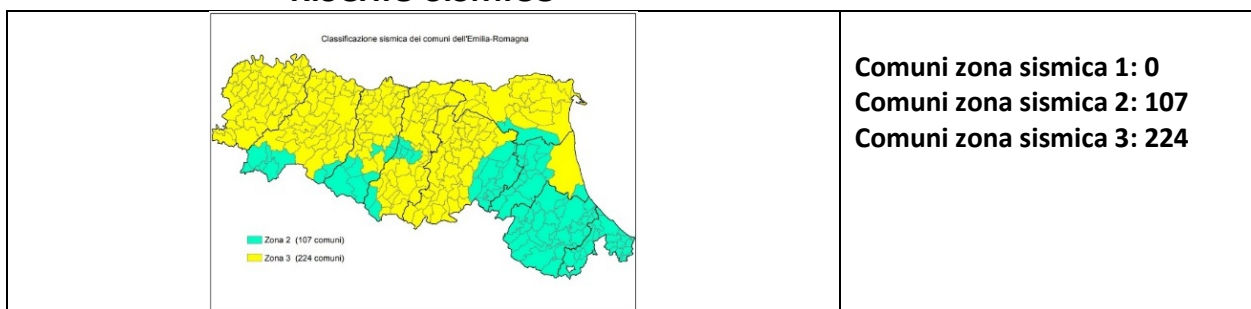 Classificazione sismica dei comuni dell'Emilia-Romagna
Zona 2 (107 comuni)
Zona 3 (224 comuni)
Comuni zona sismica 1: 0
Comuni zona sismica 2: 107
Comuni zona sismica 3: 224